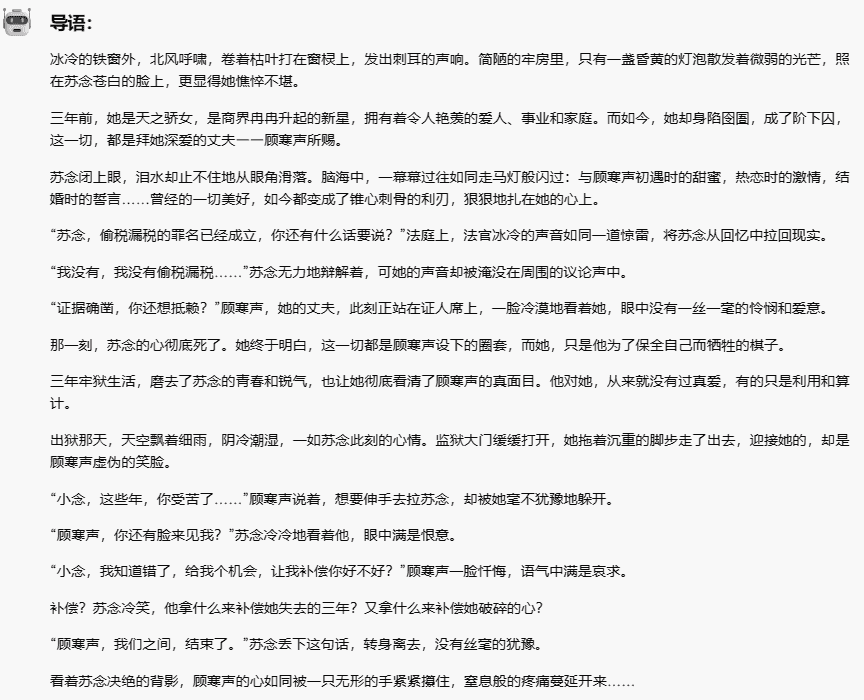 导语：
冰冷的铁窗外，北风呼啸，卷着枯叶打在窗棂上，发出刺耳的声响。简陋的牢房里，只有一盏昏黄的灯泡散发着微弱的光芒，照
在苏念苍白的脸上，更显得她憔悴不堪。
三年前，她是天之骄女，是商界冉冉升起的新星，拥有着令人艳羡的爱人、事业和家庭。而如今，她却身陷囹圄，成了阶下囚，
这一切，都是拜她深爱的丈夫——顾寒声所赐。
苏念闭上眼，泪水却止不住地从眼角滑落。脑海中，一幕幕过往如同走马灯般闪过：与顾寒声初遇时的甜蜜，热恋时的激情，结
婚时的誓言……曾经的一切美好，如今都变成了锥心刺骨的利刃，狠狠地扎在她的心上。
“苏念，偷税漏税的罪名已经成立，你还有什么话要说？”法庭上，法官冰冷的声音如同一道惊雷，将苏念从回忆中拉回现实。
“我没有，我没有偷税漏税……”苏念无力地辩解着，可她的声音却被淹没在周围的议论声中。
“证据确凿，你还想抵赖？”顾寒声，她的丈夫，此刻正站在证人席上，一脸冷漠地看着她，眼中没有一丝一毫的怜悯和爱意。
那一刻，苏念的心彻底死了。她终于明白，这一切都是顾寒声设下的圈套，而她，只是他为了保全自己而牺牲的棋子。
三年牢狱生活，磨去了苏念的青春和锐气，也让她彻底看清了顾寒声的真面目。他对她，从来就没有过真爱，有的只是利用和算
计。
出狱那天，天空飘着细雨，阴冷潮湿，一如苏念此刻的心情。监狱大门缓缓打开，她拖着沉重的脚步走了出去，迎接她的，却是
顾寒声虚伪的笑脸。
“小念，这些年，你受苦了……”顾寒声说着，想要伸手去拉苏念，却被她毫不犹豫地躲开。
“顾寒声，你还有脸来见我？”苏念冷冷地看着他，眼中满是恨意。
“小念，我知道错了，给我个机会，让我补偿你好不好？”顾寒声一脸忏悔，语气中满是哀求。
补偿？苏念冷笑，他拿什么来补偿她失去的三年？又拿什么来补偿她破碎的心？
“顾寒声，我们之间，结束了。”苏念丢下这句话，转身离去，没有丝毫的犹豫。
看着苏念决绝的背影，顾寒声的心如同被一只无形的手紧紧攥住，窒息般的疼痛蔓延开来……